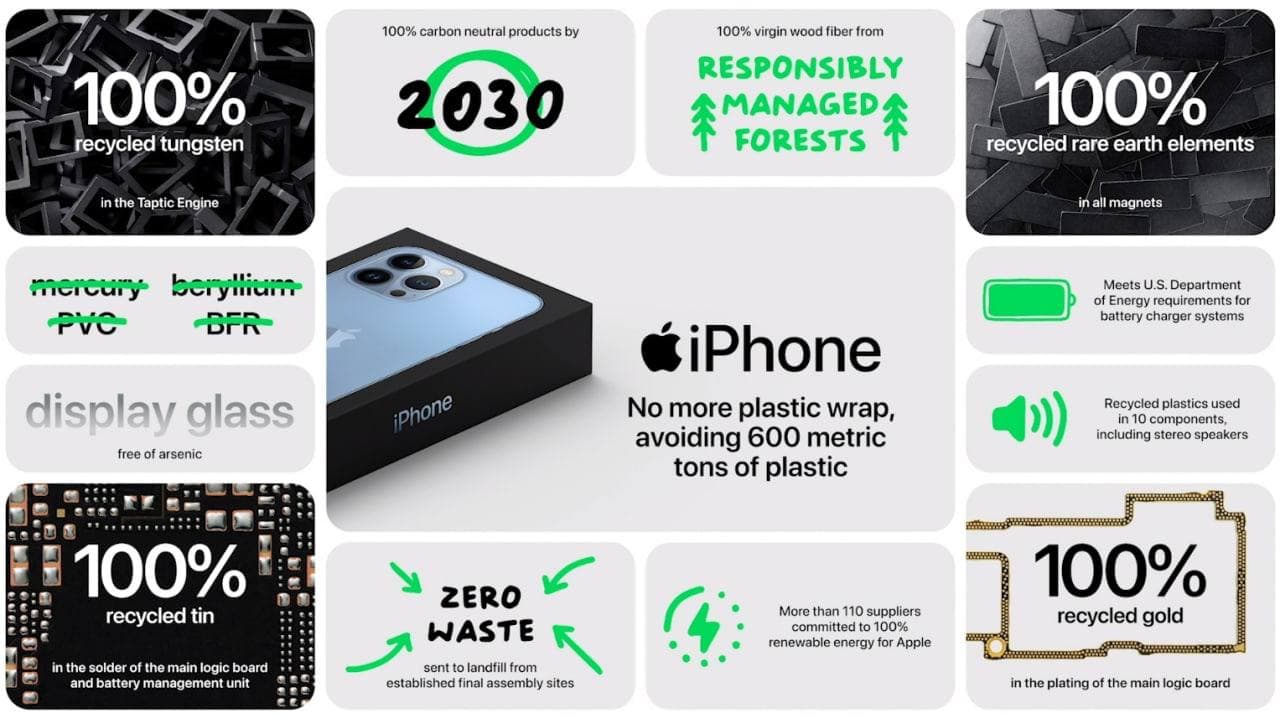 100%
recycled tungsten
in the Taptic Engine
100% carbon neutral products by
2030
100% virgin wood fiber from
RESPONSIBLY
MANAGED
FORESTS
100%
recycled rare earth elements
in all magnets
mercury beryllium
PVC BFR
display glass
free of arsenic
iPhone
iPhone
No more plastic wrap,
avoiding 600 metric
tons of plastic
Meets U.S. Department
of Energy requirements for
battery charger systems
Recycled plastics used
in 10 components,
including stereo speakers
100%
recycled tin
in the solder of the main logic board
and battery management unit
ZERO
WASTE
sent to landfill from
established final assembly sites
More than 110 suppliers
committed to 100%
renewable energy for Apple
100%
recycled gold
in the plating of the main logic board